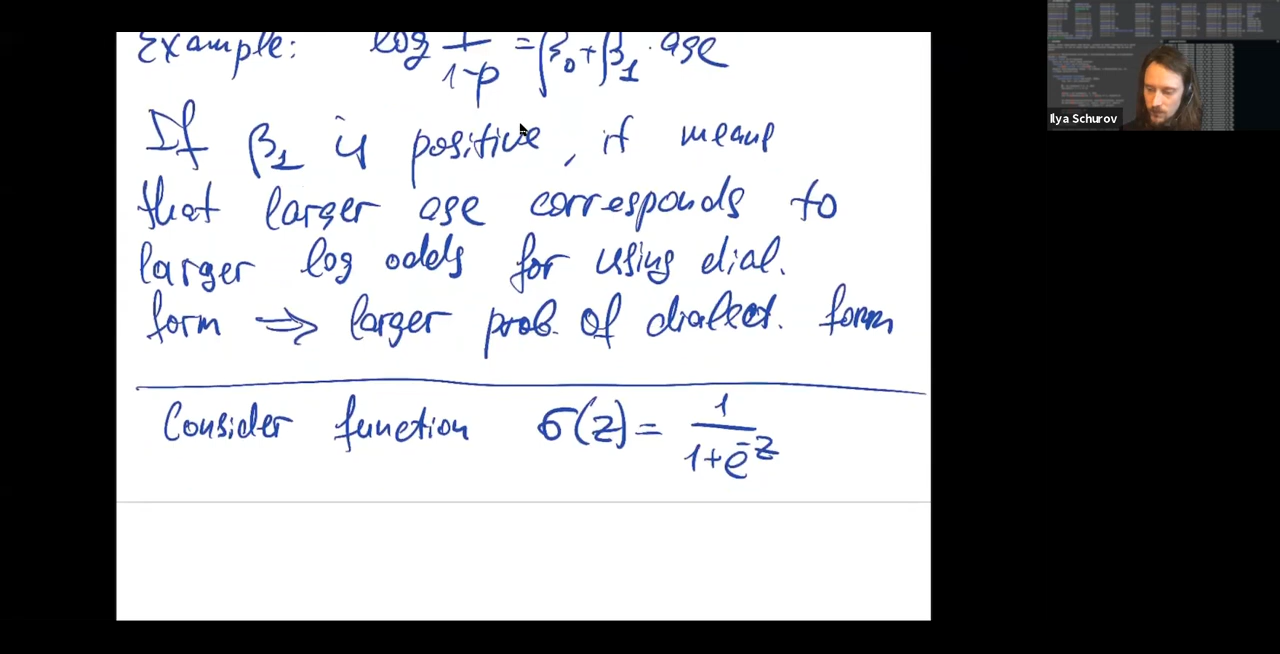 Example: log p/1-p = β₀ + β₁ · age
If β₁ is positive, it means
that larger age corresponds to
larger log odds for using dial.
form ⇒ larger prob. of dialect. form
Consider function σ(z) = 1/1+e^-z
Ilya Schurov